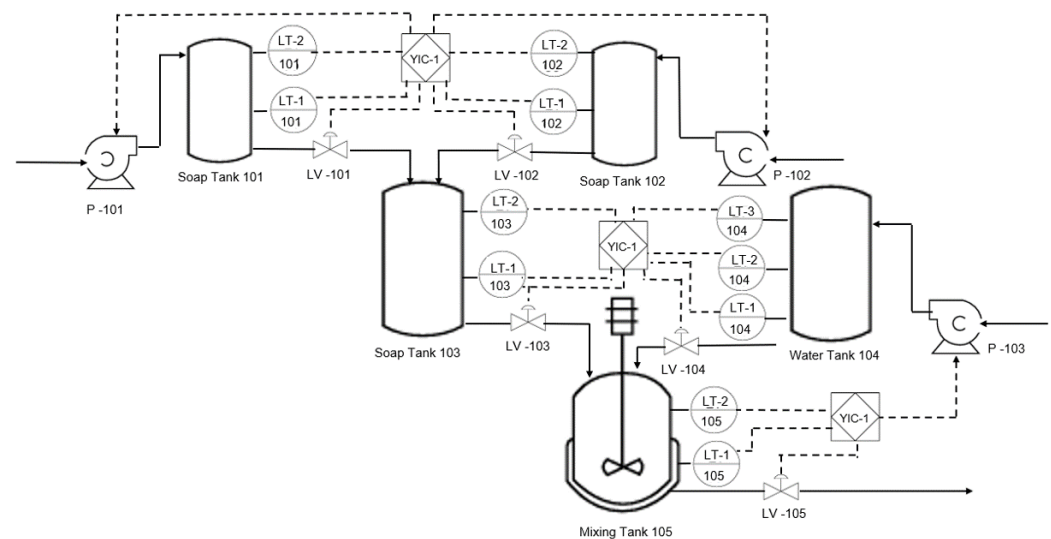 LT-2
101
YIC-1
LT-2
102
LT-1
101
LT-1
102
C
LV -101
LV -102
C
Soap Tank 101
Soap Tank 102
P -101
P -102
LT-2
103
YIC-1
LT-3
104
LT-2
104
LT-1
103
LT-1
104
C
LV -103
Soap Tank 103
LV -104
Water Tank 104
P -103
LT-2
105
YIC-1
LT-1
105
LV -105
Mixing Tank 105